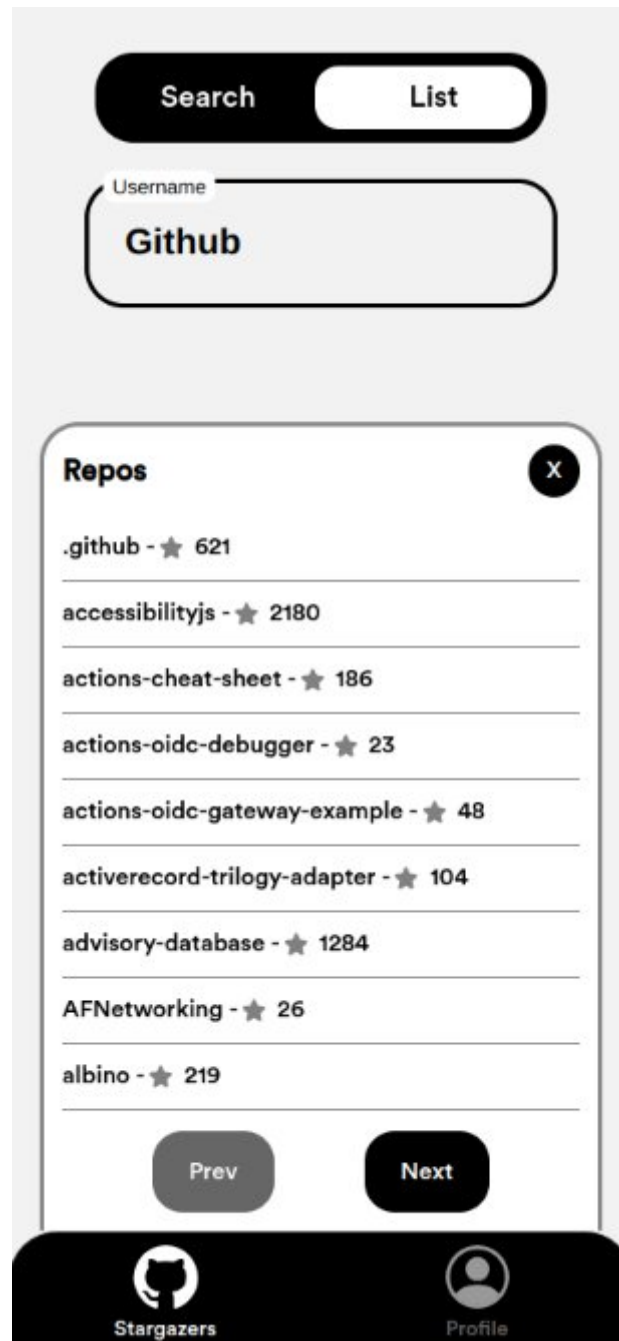 Search List
Username
Github
Repos X
.github - 621
accessibilityjs - 2180
actions-cheat-sheet - 186
actions-oidc-debugger - 23
actions-oidc-gateway-example - 48
activerecord-trilogy-adapter - 104
advisory-database - 1284
AFNetworking - 26
albino - 219
Prev Next
Stargazers Profile